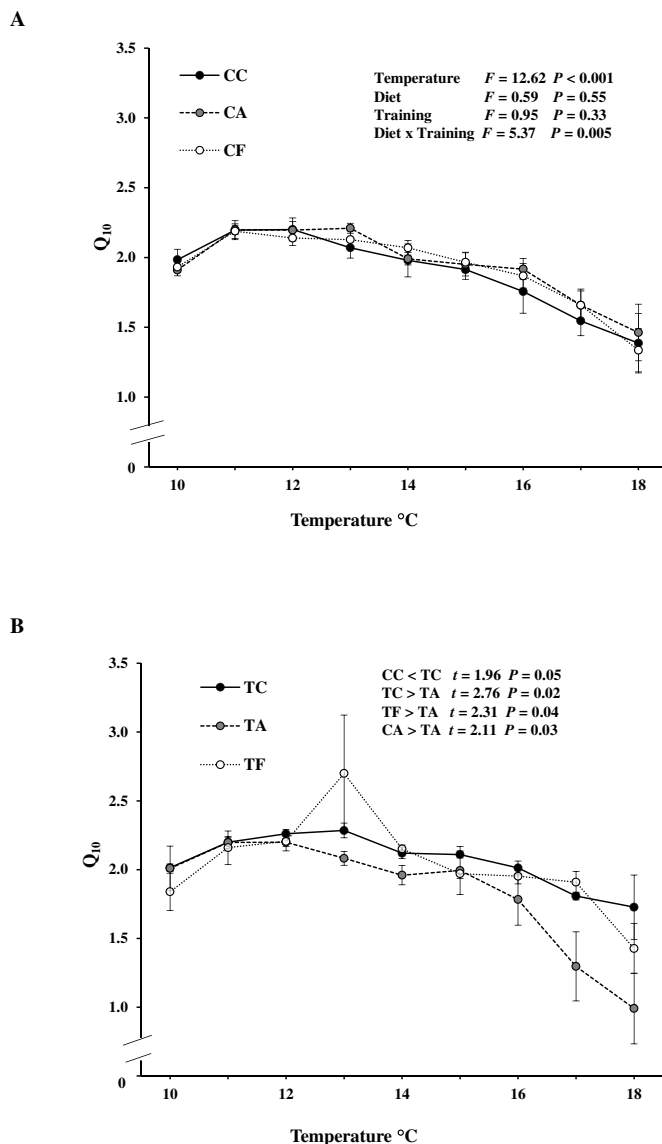 A
3.5
3.0
2.5
2.0
1.5
1.0
0
Q10
CC
CA
CF
Temperature F = 12.62 P < 0.001
Diet F = 0.59 P = 0.55
Training F = 0.95 P = 0.33
Diet x Training F = 5.37 P = 0.005
10 12 14 16 18
Temperature °C
B
3.5
3.0
2.5
2.0
1.5
1.0
0
Q10
TC
TA
TF
CC < TC t = 1.96 P = 0.05
TC > TA t = 2.76 P = 0.02
TF > TA t = 2.31 P = 0.04
CA > TA t = 2.11 P = 0.03
10 12 14 16 18
Temperature °C